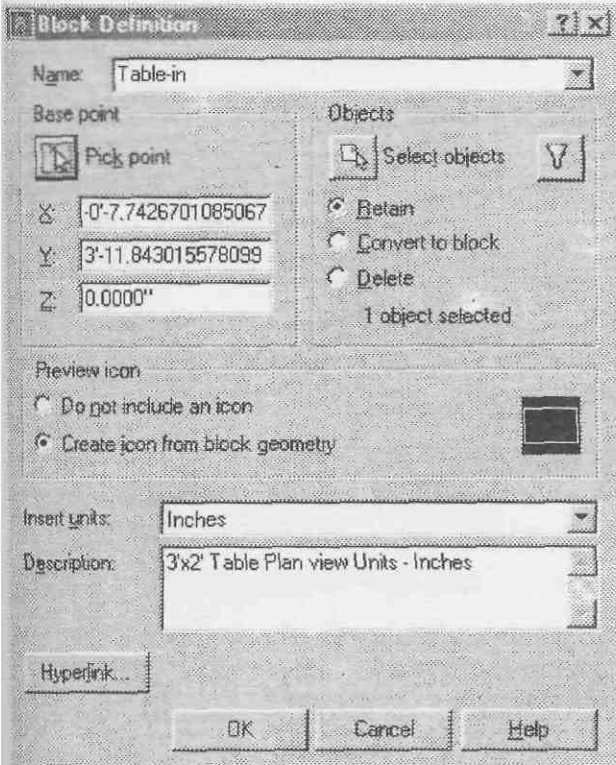 Block Definition
Name: Table-in
Base point
Pick point
X: -0'-7.7426701085067
Y: 3'-11.843015578099
Z: 0.0000"
Objects
Select objects
Retain
Convert to block
Delete
1 object selected
Preview icon
Do not include an icon
Create icon from block geometry
Insert units: Inches
Description: 3'x2' Table Plan view Units - Inches
Hyperlink...
OK Cancel Help